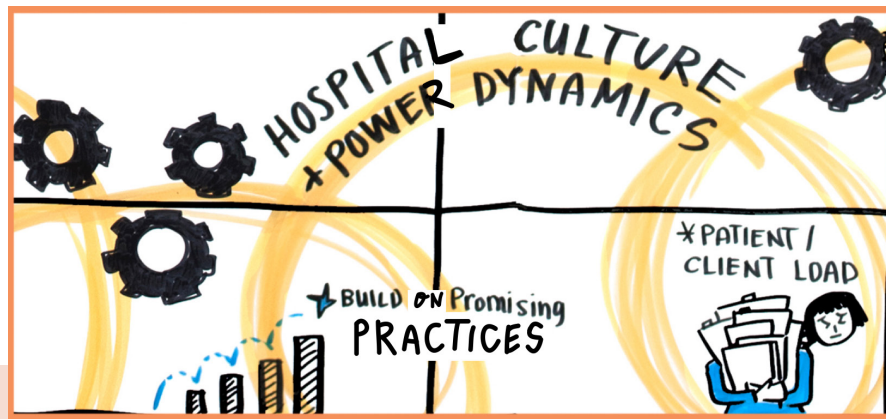 HOSPITAL CULTURE
+ POWER DYNAMICS
*PATIENT/
CLIENT LOAD
BUILD ON Promising
PRACTICES